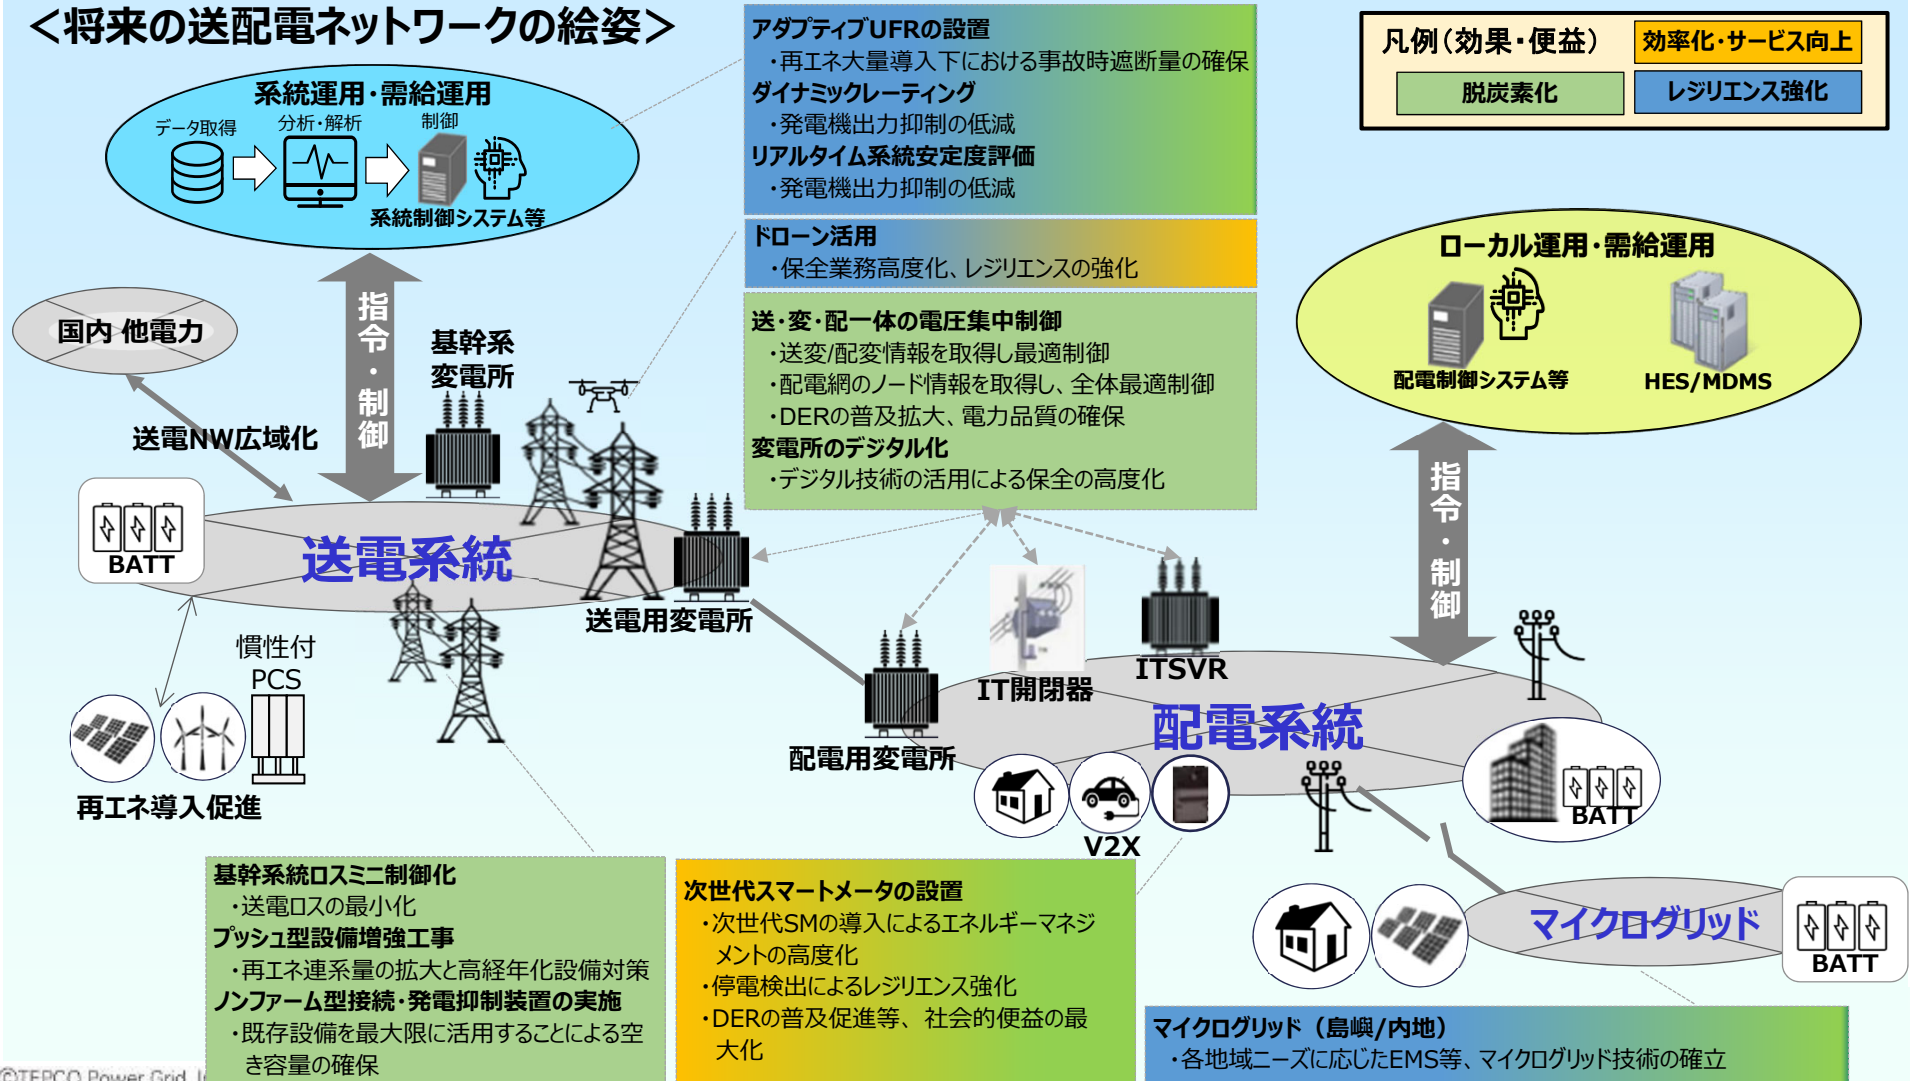 ＜将来の送配電ネットワークの絵姿＞
系統運用・需給運用
データ取得
分析・解析
制御
系統制御システム等
アダプティブUFRの設置
・再エネ大量導入下における事故時遮断量の確保
ダイナミックレーティング
・発電機出力抑制の低減
リアルタイム系統安定度評価
・発電機出力抑制の低減
凡例（効果・便益）
効率化・サービス向上
脱炭素化
レジリエンス強化
ドローン活用
・保全業務高度化、レジリエンスの強化
送・変・配一体の電圧集中制御
・送変/配変情報を取得し最適制御
・配電網のノード情報を取得し、全体最適制御
・DERの普及拡大、電力品質の確保
変電所のデジタル化
・デジタル技術の活用による保全の高度化
ローカル運用・需給運用
配電制御システム等
HES/MDMS
国内 他電力
指令・制御
基幹系
変電所
送電NW広域化
BATT
送電系統
送電用変電所
指令・制御
慣性付
PCS
再エネ導入促進
IT開閉器
ITSVR
配電用変電所
配電系統
V2X
BATT
マイクログリッド
BATT
基幹系統ロスミニ制御化
・送電ロスの最小化
プッシュ型設備増強工事
・再エネ連系量の拡大と高経年化設備対策
ノンファーム型接続・発電抑制装置の実施
・既存設備を最大限に活用することによる空
き容量の確保
次世代スマートメータの設置
・次世代SMの導入によるエネルギーマネジ
メントの高度化
・停電検出によるレジリエンス強化
・DERの普及促進等、社会的便益の最
大化
マイクログリッド（島嶼/内地）
・各地域ニーズに応じたEMS等、マイクログリッド技術の確立
©TEPCO Power Grid,